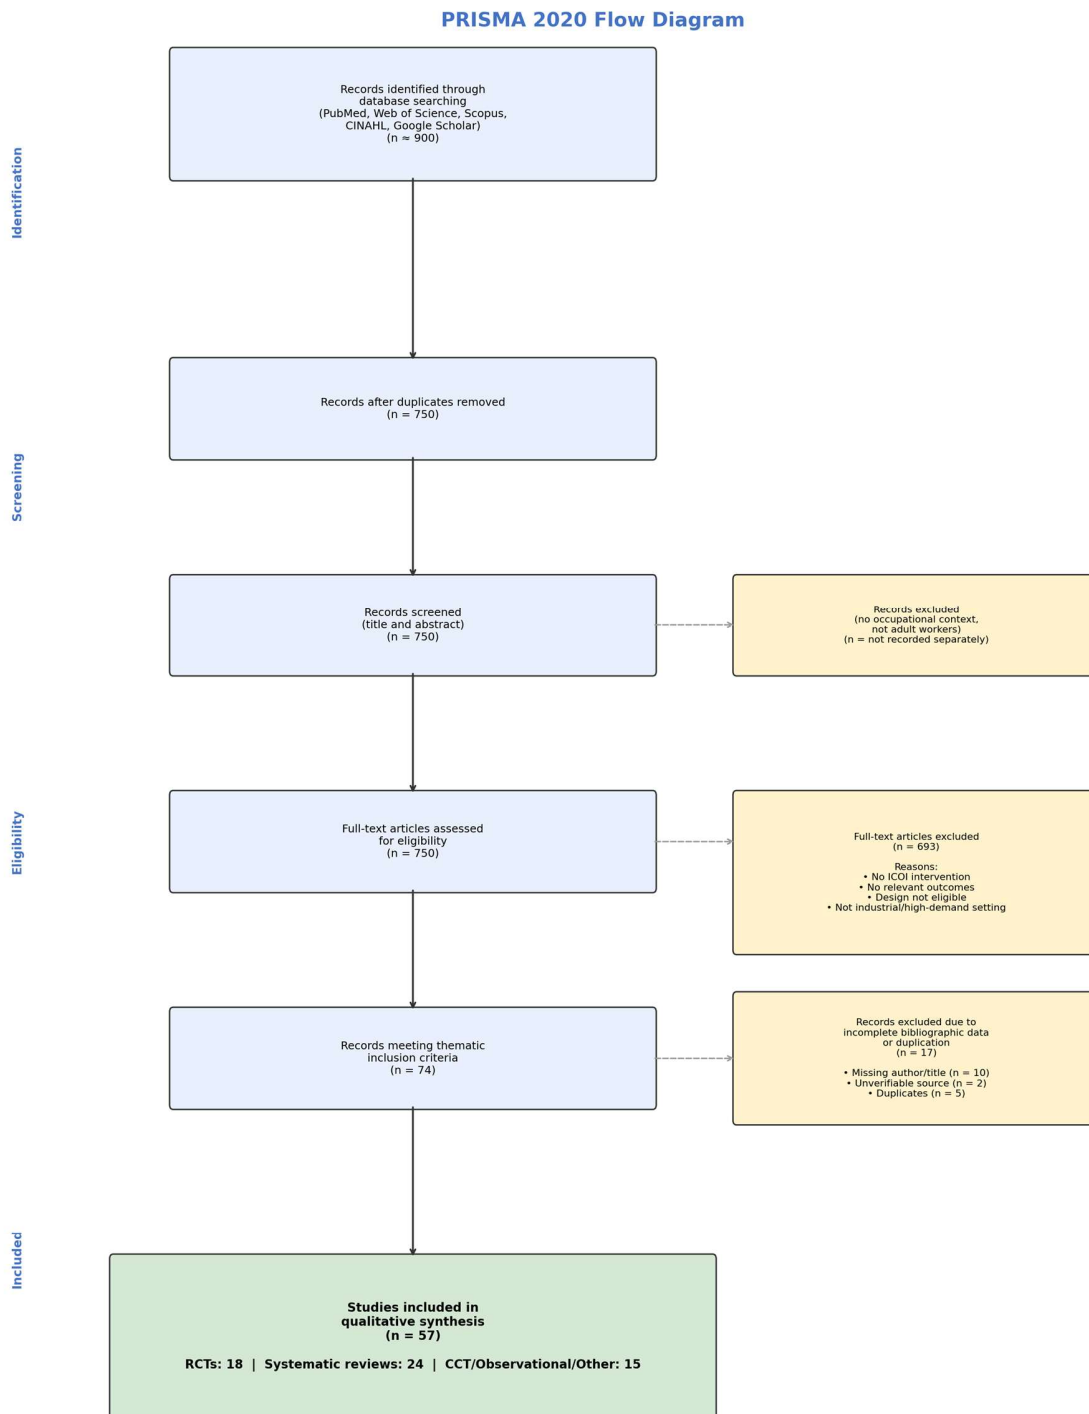 PRISMA 2020 Flow Diagram
Identification
Records identified through
database searching
(PubMed, Web of Science, Scopus,
CINAHL, Google Scholar)
(n ≈ 900)
Screening
Records after duplicates removed
(n = 750)
Records screened
(title and abstract)
(n = 750)
Records excluded
(no occupational context,
not adult workers)
(n = not recorded separately)
Eligibility
Full-text articles assessed
for eligibility
(n = 750)
Full-text articles excluded
(n = 693)
Reasons:
• No ICOI intervention
• No relevant outcomes
• Design not eligible
• Not industrial/high-demand setting
Records meeting thematic
inclusion criteria
(n = 74)
Records excluded due to
incomplete bibliographic data
or duplication
(n = 17)
• Missing author/title (n = 10)
• Unverifiable source (n = 2)
• Duplicates (n = 5)
Included
Studies included in
qualitative synthesis
(n = 57)
RCTs: 18 | Systematic reviews: 24 | CCT/Observational/Other: 15